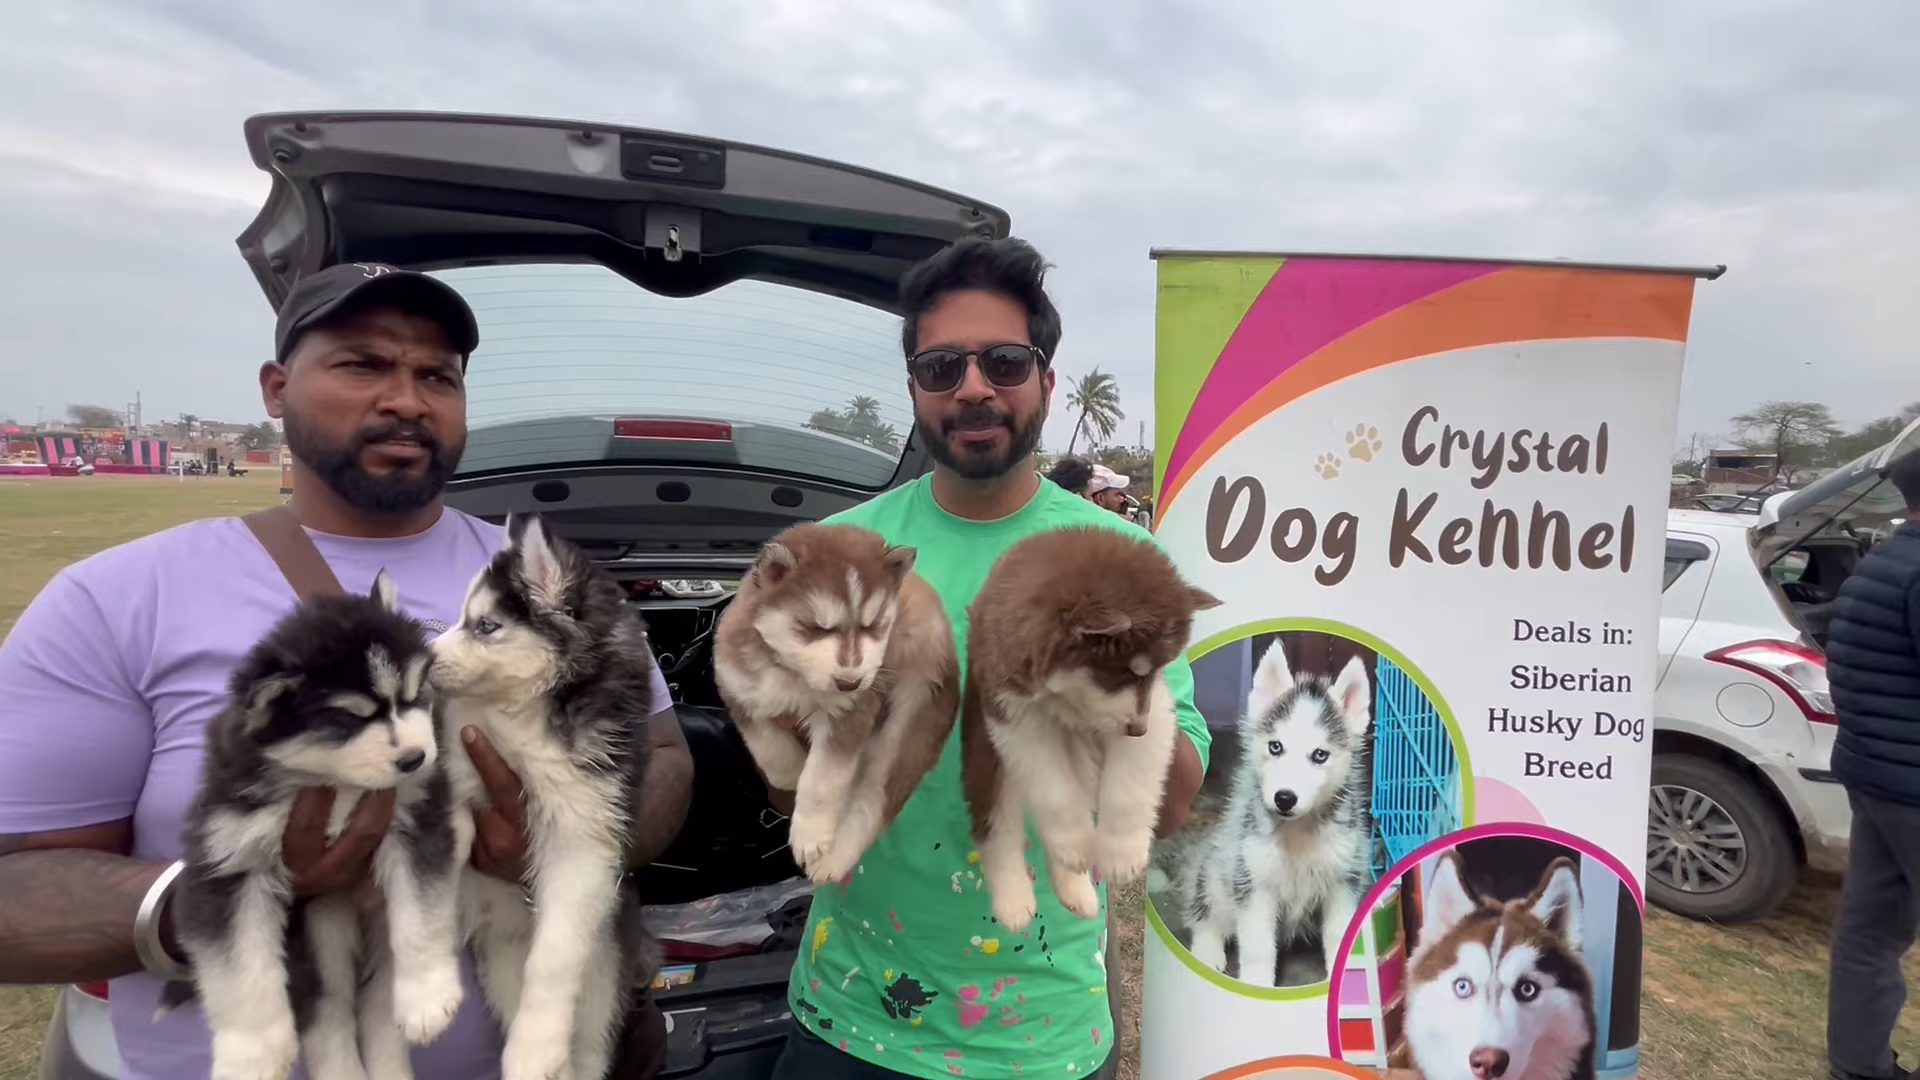 Crystal
Dog Kennel
Deals in:
Siberian
Husky Dog
Breed